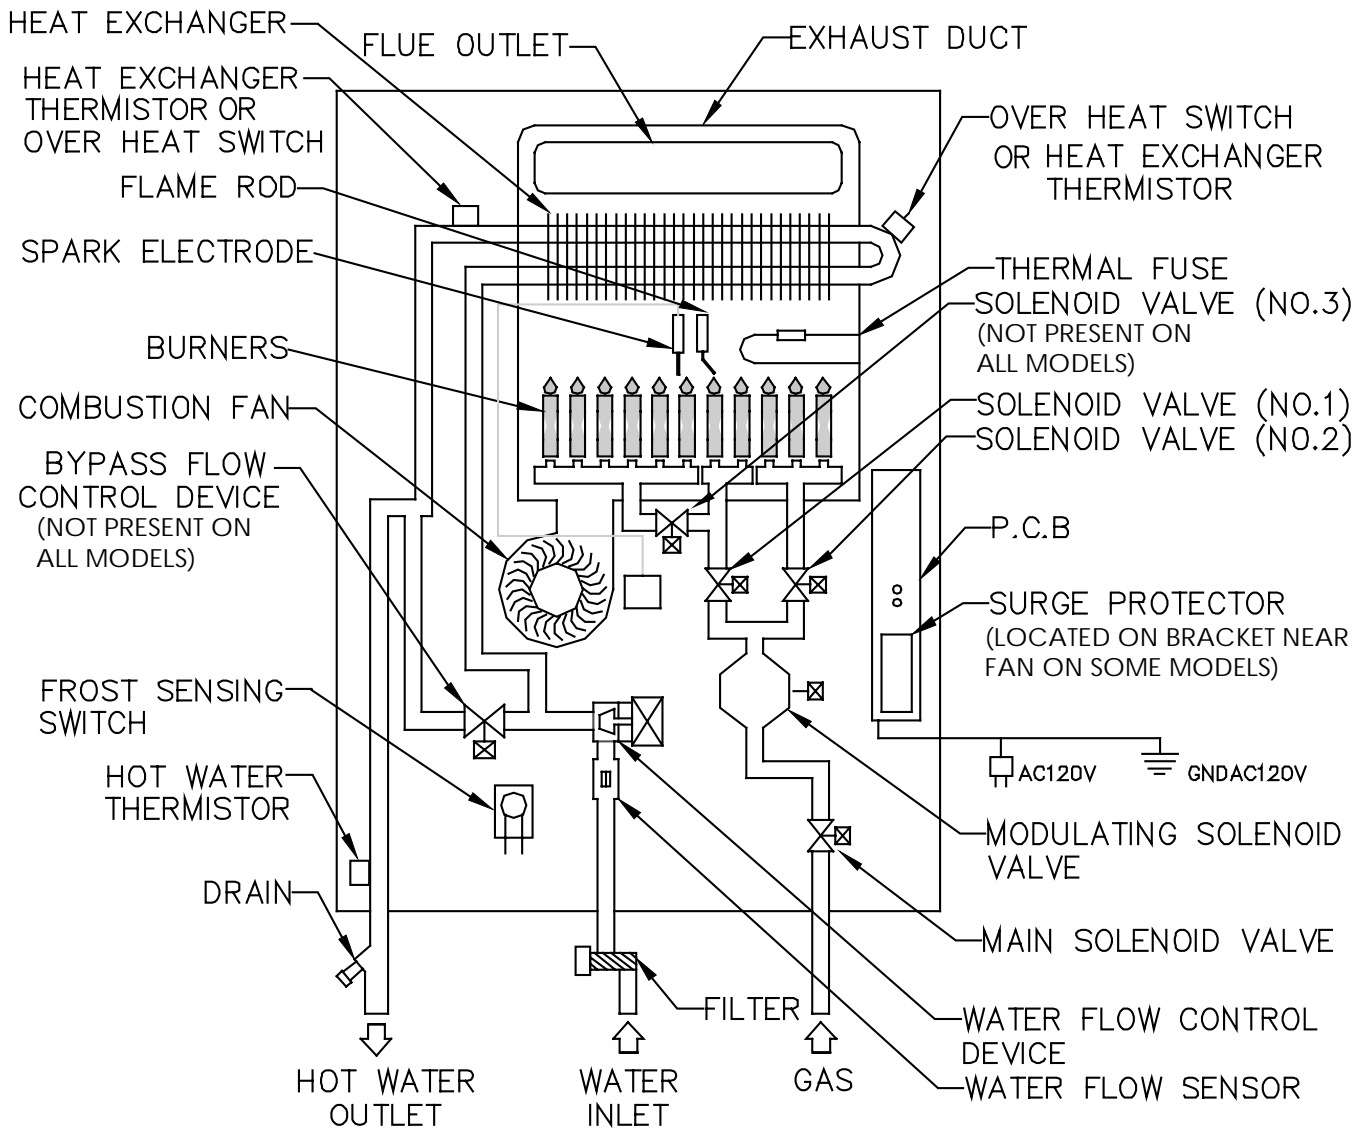 HEAT EXCHANGER
FLUE OUTLET
EXHAUST DUCT
HEAT EXCHANGER
THERMISTOR OR
OVER HEAT SWITCH
OVER HEAT SWITCH
OR HEAT EXCHANGER
THERMISTOR
FLAME ROD
SPARK ELECTRODE
THERMAL FUSE
SOLENOID VALVE (NO.3)
(NOT PRESENT ON
ALL MODELS)
BURNERS
COMBUSTION FAN
SOLENOID VALVE (NO.1)
SOLENOID VALVE (NO.2)
BYPASS FLOW
CONTROL DEVICE
(NOT PRESENT ON
ALL MODELS)
P.C.B
SURGE PROTECTOR
(LOCATED ON BRACKET NEAR
FAN ON SOME MODELS)
FROST SENSING
SWITCH
AC120V
GNDAC120V
HOT WATER
THERMISTOR
MODULATING SOLENOID
VALVE
DRAIN
MAIN SOLENOID VALVE
FILTER
WATER FLOW CONTROL
DEVICE
WATER FLOW SENSOR
HOT WATER
OUTLET
WATER
INLET
GAS